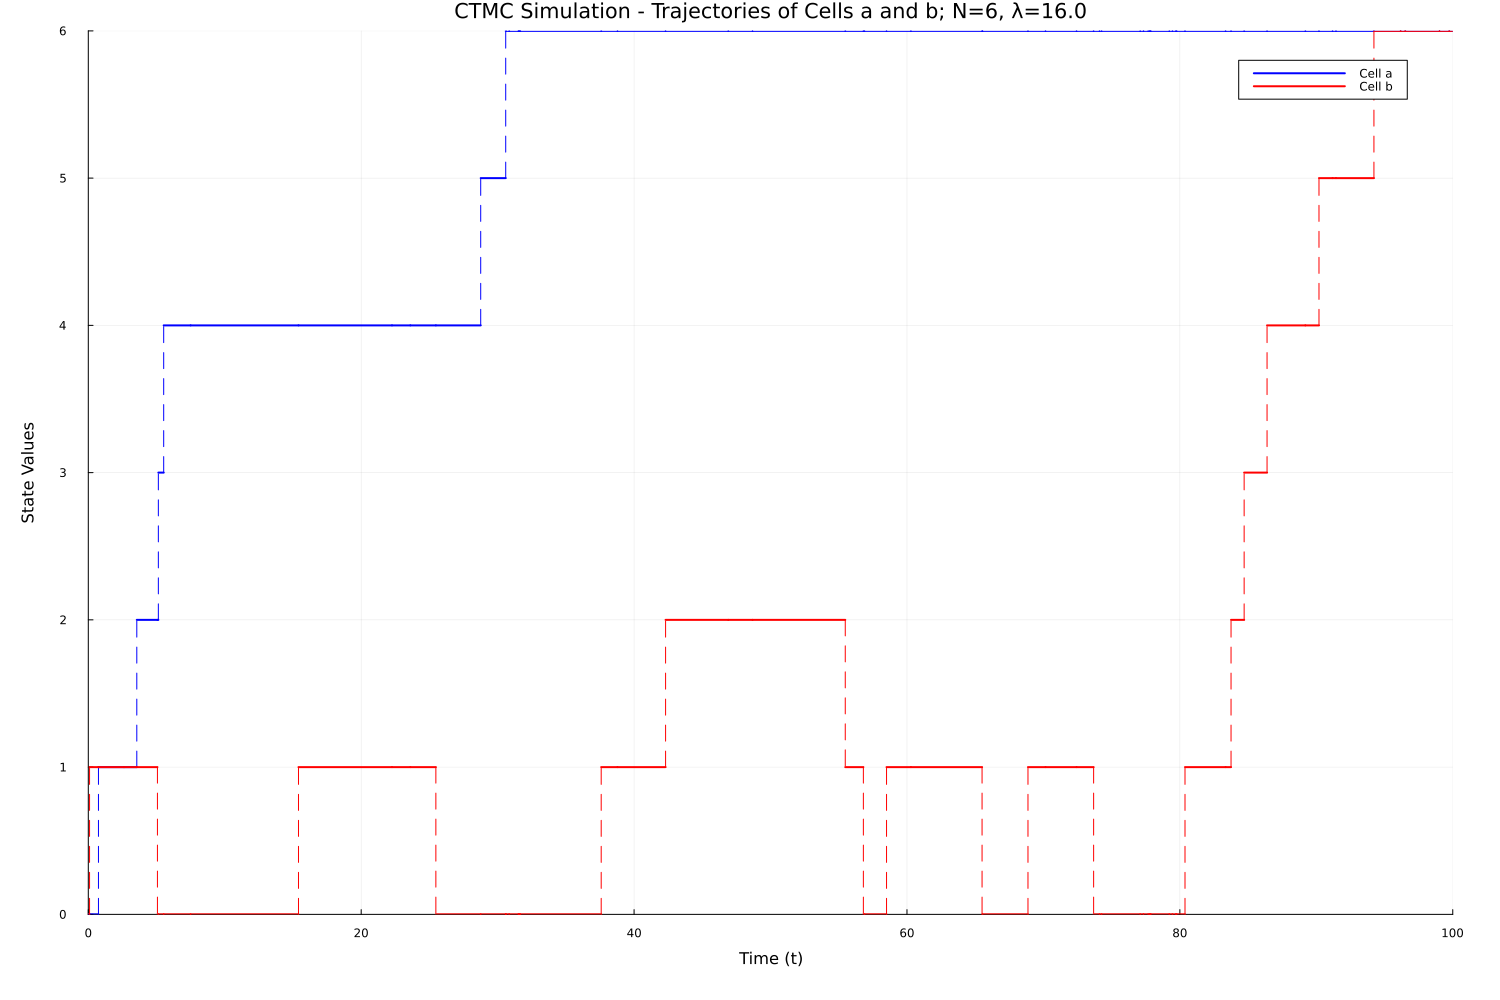 CTMC Simulation - Trajectories of Cells a and b; N=6, λ=16.0
6
Cell a
Cell b
5
4
State Values
3
2
1
0
0 20 40 60 80 100
Time (t)